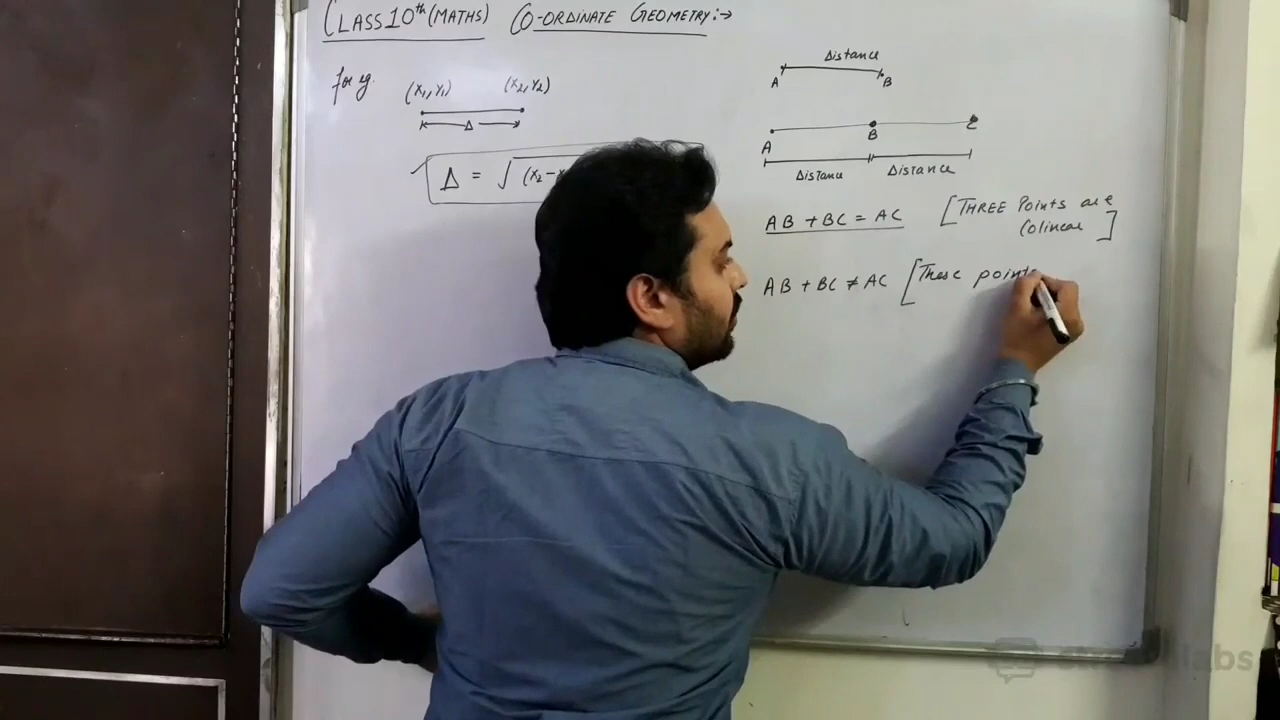 CLASS 10th (MATHS) CO-ORDINATE GEOMETRY:→
for eg.
(x1, y1) (x2, y2)
Δ
Δ = √(x2-x
Distance
A B
A B C
Distance Distance
AB + BC = AC [THREE Points are
Colinear]
AB + BC ≠ AC [These points